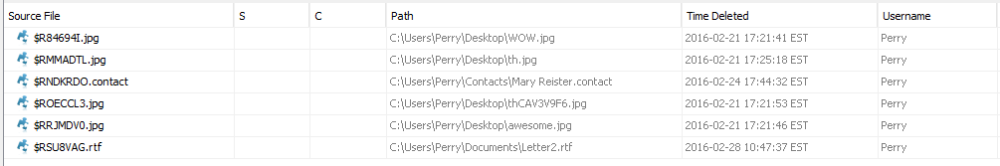 Source File S C Path Time Deleted Username
$R84694I.jpg C:\Users\Perry\Desktop\WOW.jpg 2016-02-21 17:21:41 EST Perry
$RMMADTL.jpg C:\Users\Perry\Desktop\th.jpg 2016-02-21 17:25:18 EST Perry
$RNDKRDO.contact C:\Users\Perry\Contacts\Mary Reister.contact 2016-02-24 17:44:32 EST Perry
$ROECCL3.jpg C:\Users\Perry\Desktop\thCAV3V9F6.jpg 2016-02-21 17:21:53 EST Perry
$RRJMDV0.jpg C:\Users\Perry\Desktop\awesome.jpg 2016-02-21 17:21:46 EST Perry
$RSU8VAG.rtf C:\Users\Perry\Documents\Letter2.rtf 2016-02-28 10:47:37 EST Perry